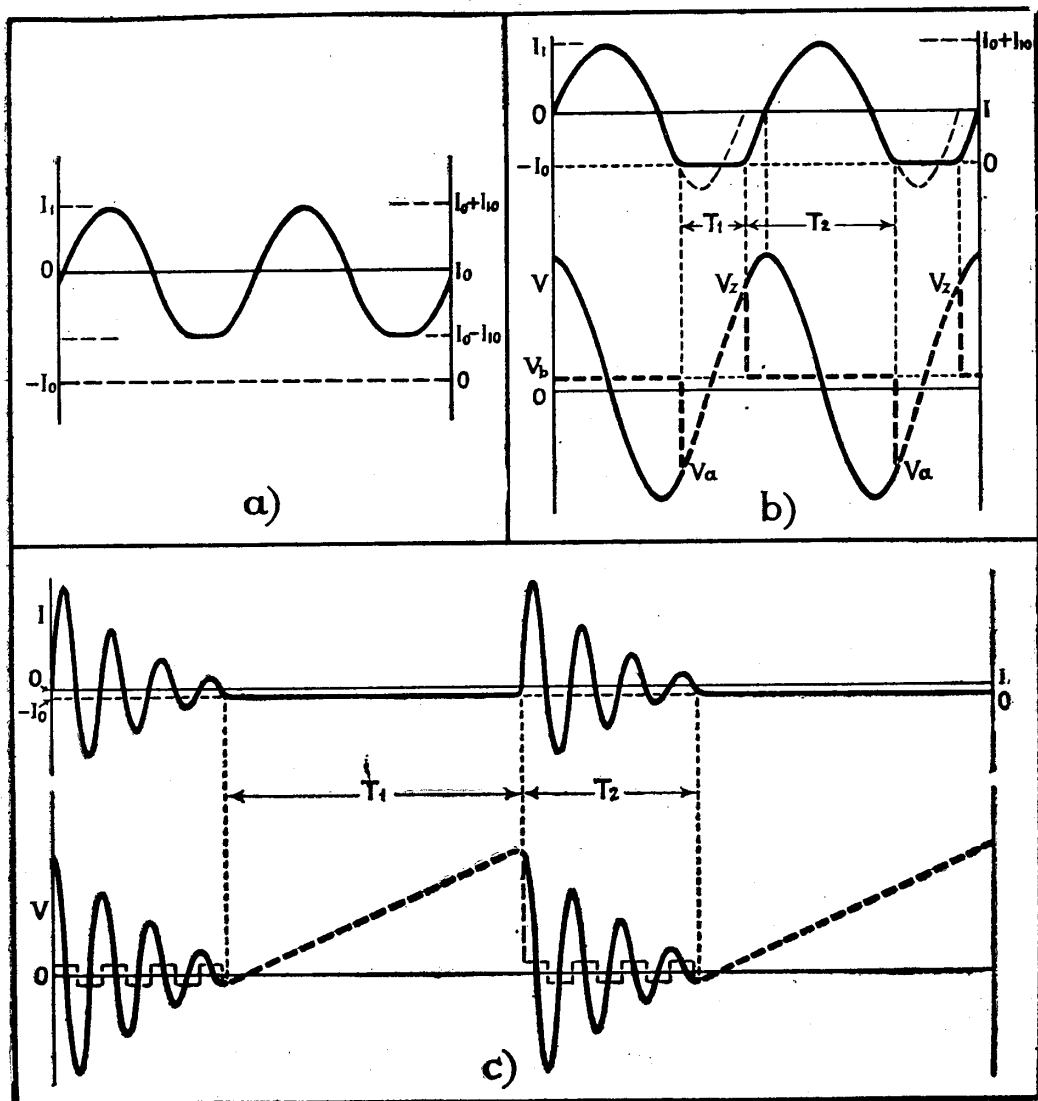 I₁
0
-I₀
I₀+I₁₀
I₀
I₀-I₁₀
0
a)
I₁
0
-I₀
I₀+I₁₀
I
0
T₁
T₂
V
V_b
0
V_z
V_z
V_a
V_a
b)
I
0
-I₀
0
T₁
T₂
V
0
c)